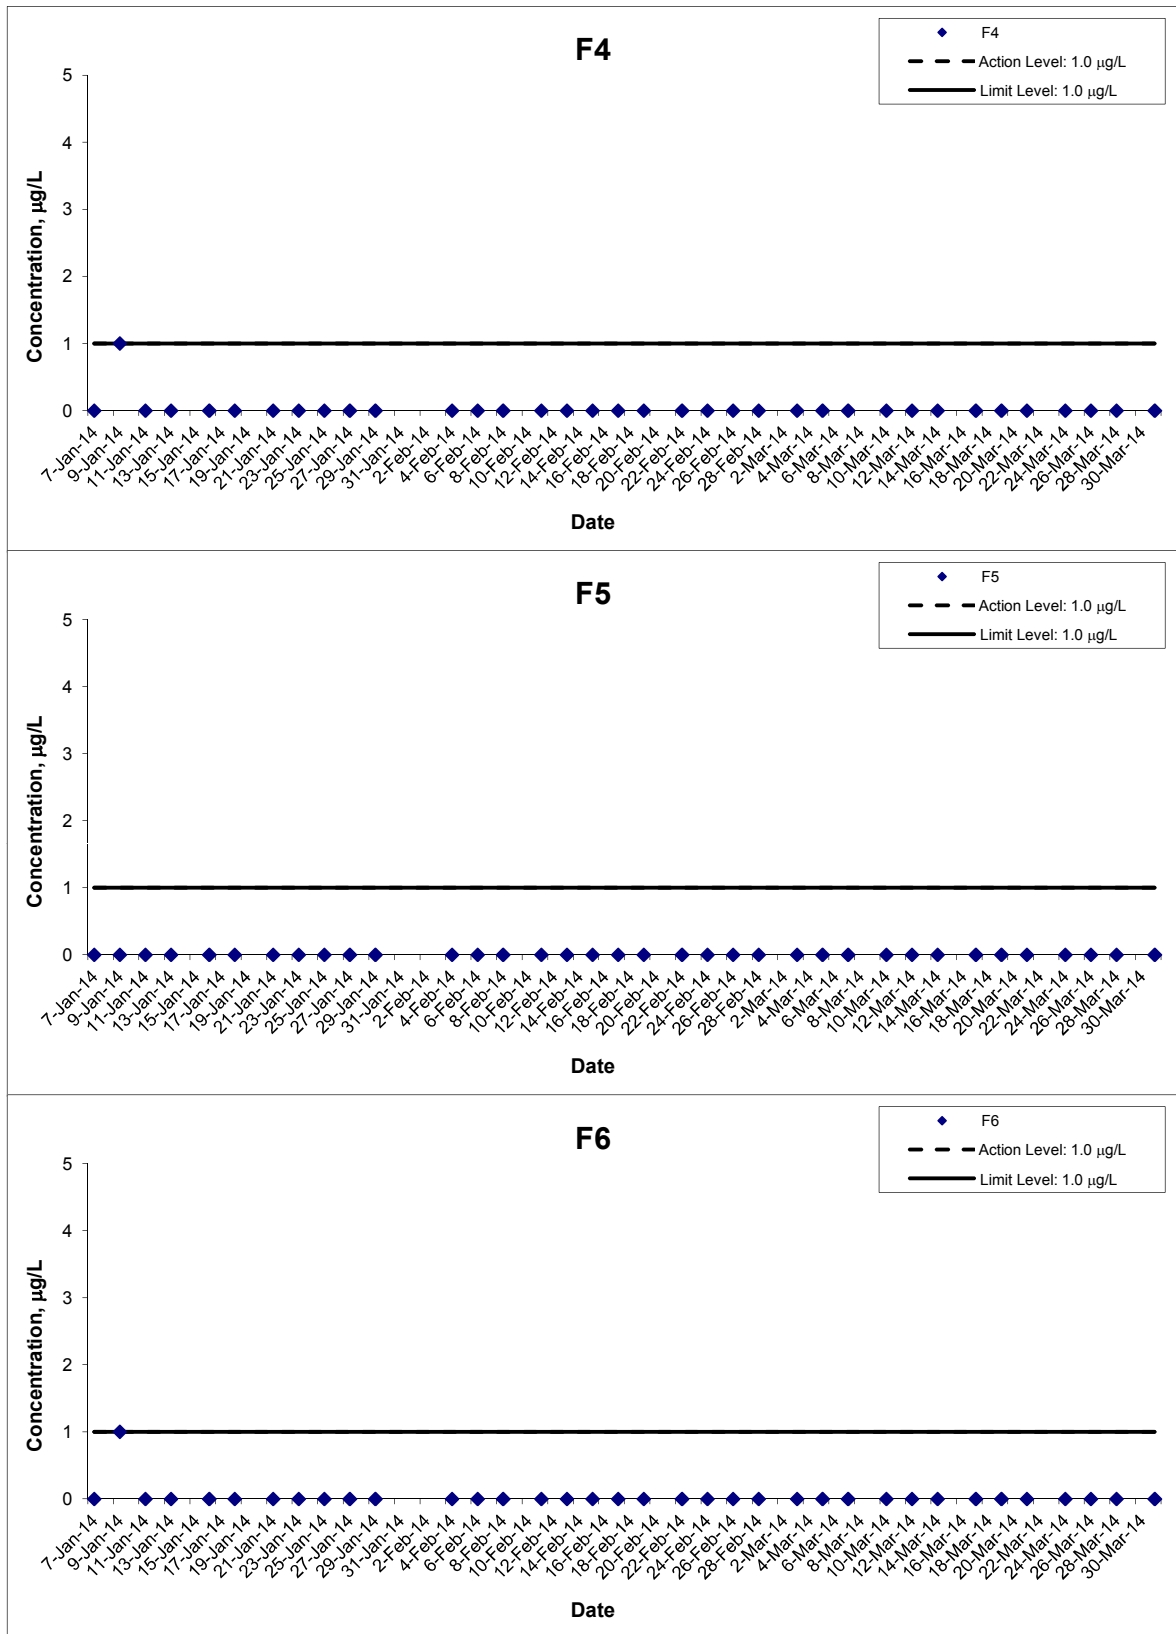 F4
F4
Action Level: 1.0 µg/L
Limit Level: 1.0 µg/L
Concentration, µg/L
5
4
3
2
1
0
7-Jan-14
9-Jan-14
11-Jan-14
13-Jan-14
15-Jan-14
17-Jan-14
19-Jan-14
21-Jan-14
23-Jan-14
25-Jan-14
27-Jan-14
29-Jan-14
31-Jan-14
2-Feb-14
4-Feb-14
6-Feb-14
8-Feb-14
10-Feb-14
12-Feb-14
14-Feb-14
16-Feb-14
18-Feb-14
20-Feb-14
22-Feb-14
24-Feb-14
26-Feb-14
28-Feb-14
2-Mar-14
4-Mar-14
6-Mar-14
8-Mar-14
10-Mar-14
12-Mar-14
14-Mar-14
16-Mar-14
18-Mar-14
20-Mar-14
22-Mar-14
24-Mar-14
26-Mar-14
28-Mar-14
30-Mar-14
Date
F5
F5
Action Level: 1.0 µg/L
Limit Level: 1.0 µg/L
Concentration, µg/L
5
4
3
2
1
0
7-Jan-14
9-Jan-14
11-Jan-14
13-Jan-14
15-Jan-14
17-Jan-14
19-Jan-14
21-Jan-14
23-Jan-14
25-Jan-14
27-Jan-14
29-Jan-14
31-Jan-14
2-Feb-14
4-Feb-14
6-Feb-14
8-Feb-14
10-Feb-14
12-Feb-14
14-Feb-14
16-Feb-14
18-Feb-14
20-Feb-14
22-Feb-14
24-Feb-14
26-Feb-14
28-Feb-14
2-Mar-14
4-Mar-14
6-Mar-14
8-Mar-14
10-Mar-14
12-Mar-14
14-Mar-14
16-Mar-14
18-Mar-14
20-Mar-14
22-Mar-14
24-Mar-14
26-Mar-14
28-Mar-14
30-Mar-14
Date
F6
F6
Action Level: 1.0 µg/L
Limit Level: 1.0 µg/L
Concentration, µg/L
5
4
3
2
1
0
7-Jan-14
9-Jan-14
11-Jan-14
13-Jan-14
15-Jan-14
17-Jan-14
19-Jan-14
21-Jan-14
23-Jan-14
25-Jan-14
27-Jan-14
29-Jan-14
31-Jan-14
2-Feb-14
4-Feb-14
6-Feb-14
8-Feb-14
10-Feb-14
12-Feb-14
14-Feb-14
16-Feb-14
18-Feb-14
20-Feb-14
22-Feb-14
24-Feb-14
26-Feb-14
28-Feb-14
2-Mar-14
4-Mar-14
6-Mar-14
8-Mar-14
10-Mar-14
12-Mar-14
14-Mar-14
16-Mar-14
18-Mar-14
20-Mar-14
22-Mar-14
24-Mar-14
26-Mar-14
28-Mar-14
30-Mar-14
Date